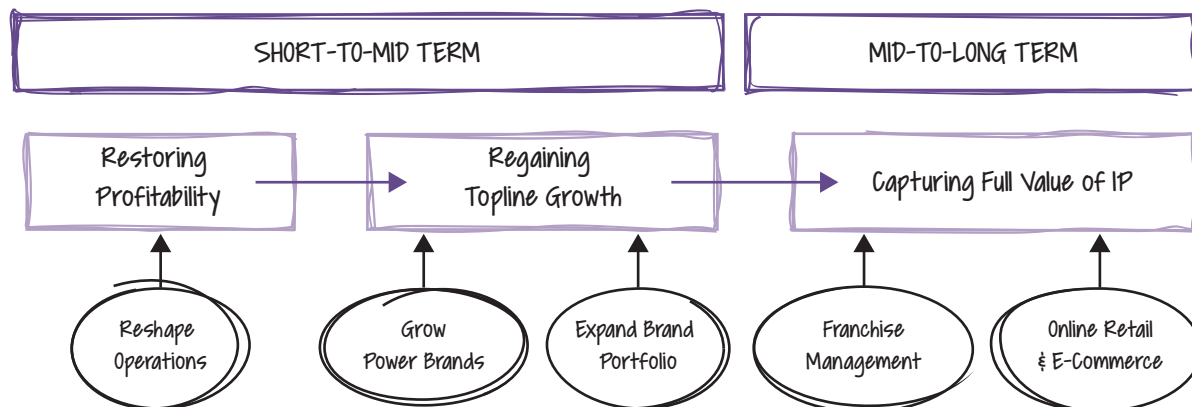 SHORT-TO-MID TERM
MID-TO-LONG TERM
Restoring
Profitability
Regaining
Topline Growth
Capturing Full Value of IP
Reshape
Operations
Grow
Power Brands
Expand Brand
Portfolio
Franchise
Management
Online Retail
& E-Commerce